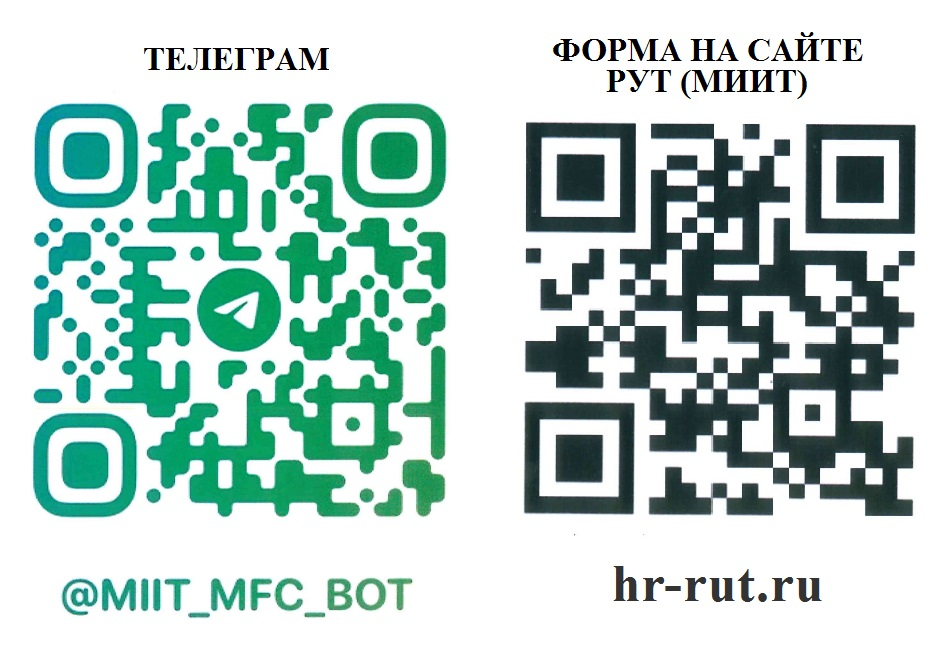 ТЕЛЕГРАМ
ФОРМА НА САЙТЕ
РУТ (МИИТ)
@MIIT_MFC_BOT
hr-rut.ru